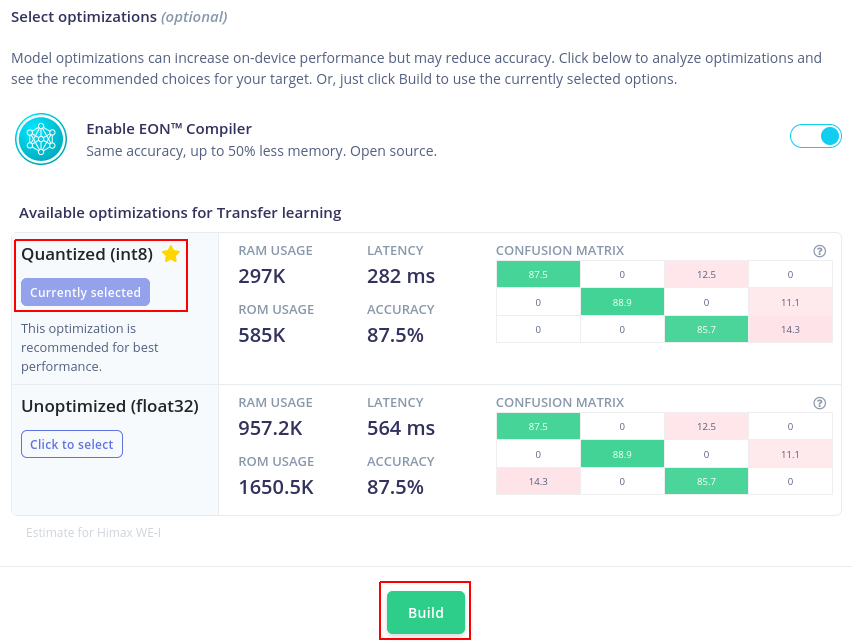 Select optimizations (optional)
Model optimizations can increase on-device performance but may reduce accuracy. Click below to analyze optimizations and
see the recommended choices for your target. Or, just click Build to use the currently selected options.
Enable EON™ Compiler
Same accuracy, up to 50% less memory. Open source.
Available optimizations for Transfer learning
Quantized (int8)
Currently selected
This optimization is
recommended for best
performance.
RAM USAGE LATENCY
297K 282 ms
ROM USAGE ACCURACY
585K 87.5%
CONFUSION MATRIX ?
87.5 0 12.5 0
0 88.9 0 11.1
0 0 85.7 14.3
Unoptimized (float32)
Click to select
RAM USAGE LATENCY
957.2K 564 ms
ROM USAGE ACCURACY
1650.5K 87.5%
CONFUSION MATRIX ?
87.5 0 12.5 0
0 88.9 0 11.1
14.3 0 85.7 0
Estimate for Himax WE-I
Build